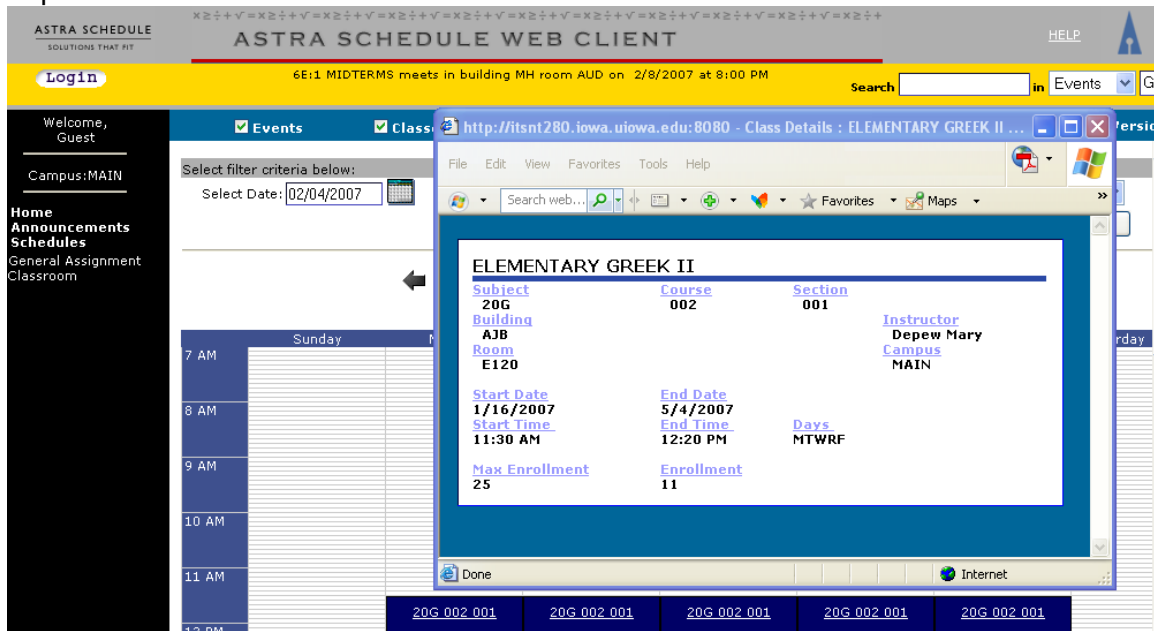 ×≥÷+√=×≥÷+√=×≥÷+√=×≥÷+√=×≥÷+√=×≥÷+√=×≥÷+√=×≥÷+√=×≥÷+√=×≥÷+
ASTRA SCHEDULE
SOLUTIONS THAT FIT
ASTRA SCHEDULE WEB CLIENT
HELP
Login
6E:1 MIDTERMS meets in building MH room AUD on 2/8/2007 at 8:00 PM
Search in Events G
Welcome,
Guest
Campus:MAIN
Home
Announcements
Schedules
General Assignment
Classroom
Events Class
Select filter criteria below:
Select Date: 02/04/2007
http://itsnt280.iowa.uiowa.edu:8080 - Class Details : ELEMENTARY GREEK II ...
File Edit View Favorites Tools Help
Search web... Favorites Maps »
ELEMENTARY GREEK II
Subject Course Section
20G 002 001
Building Instructor
AJB Depew Mary
Room Campus
E120 MAIN
Start Date End Date
1/16/2007 5/4/2007
Start Time End Time Days
11:30 AM 12:20 PM MTWRF
Max Enrollment Enrollment
25 11
Done Internet
Sunday rday
7 AM
8 AM
9 AM
10 AM
11 AM
20G 002 001 20G 002 001 20G 002 001 20G 002 001 20G 002 001
12 PM